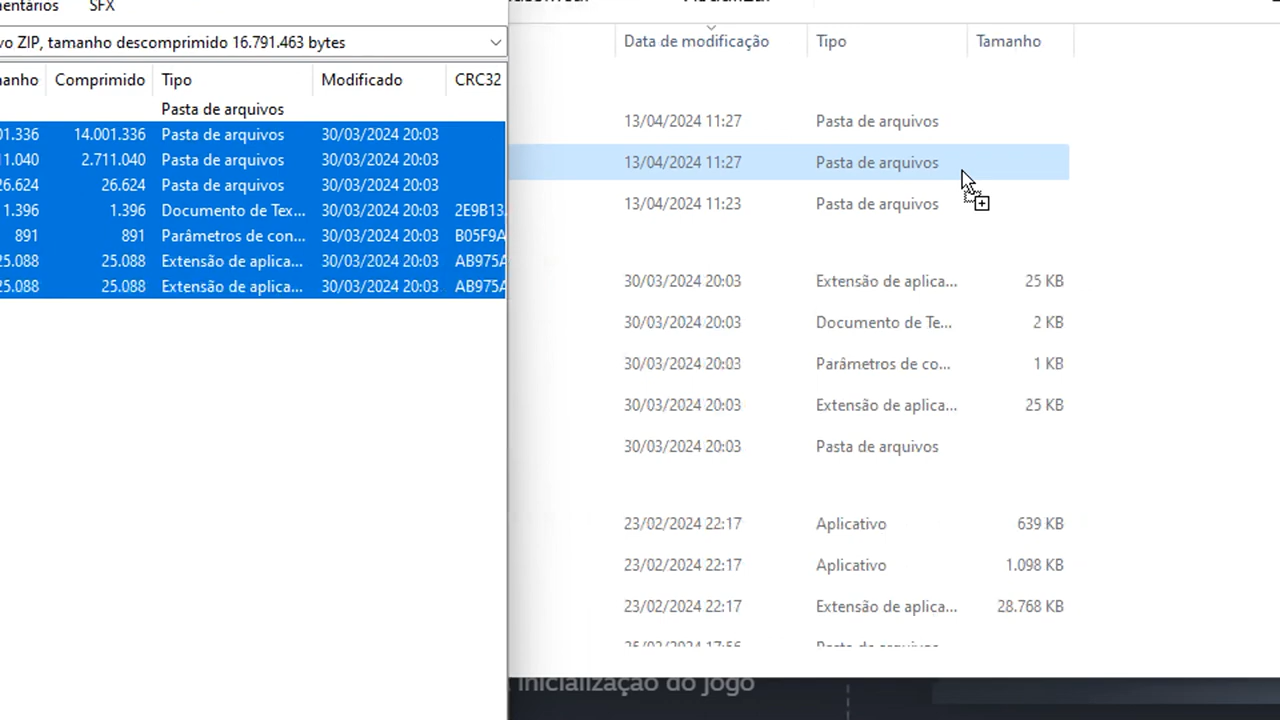 entários SFX
vo ZIP, tamanho descomprimido 16.791.463 bytes
anho Comprimido Tipo Modificado CRC32
Pasta de arquivos
01.336 14.001.336 Pasta de arquivos 30/03/2024 20:03
11.040 2.711.040 Pasta de arquivos 30/03/2024 20:03
26.624 26.624 Pasta de arquivos 30/03/2024 20:03
1.396 1.396 Documento de Tex... 30/03/2024 20:03 2E9B13
891 891 Parâmetros de con... 30/03/2024 20:03 B05F9A
25.088 25.088 Extensão de aplica... 30/03/2024 20:03 AB975A
25.088 25.088 Extensão de aplica... 30/03/2024 20:03 AB975A
Data de modificação Tipo Tamanho
13/04/2024 11:27 Pasta de arquivos
13/04/2024 11:27 Pasta de arquivos
13/04/2024 11:23 Pasta de arquivos
30/03/2024 20:03 Extensão de aplica... 25 KB
30/03/2024 20:03 Documento de Te... 2 KB
30/03/2024 20:03 Parâmetros de co... 1 KB
30/03/2024 20:03 Extensão de aplica... 25 KB
30/03/2024 20:03 Pasta de arquivos
23/02/2024 22:17 Aplicativo 639 KB
23/02/2024 22:17 Aplicativo 1.098 KB
23/02/2024 22:17 Extensão de aplica... 28.768 KB
inicialização do jogo